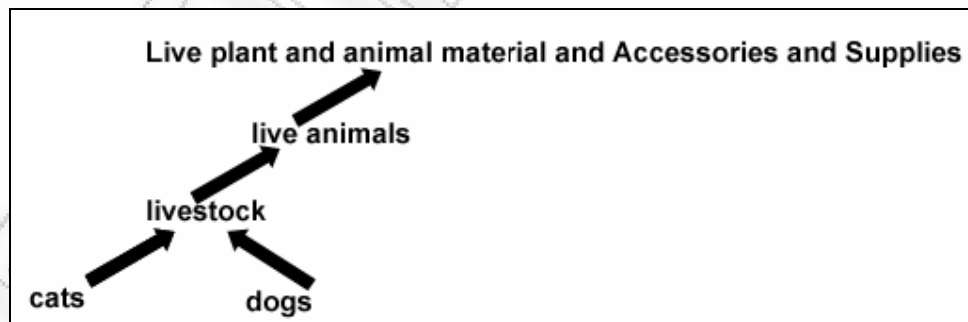 Live plant and animal material and Accessories and Supplies
live animals
livestock
cats
dogs